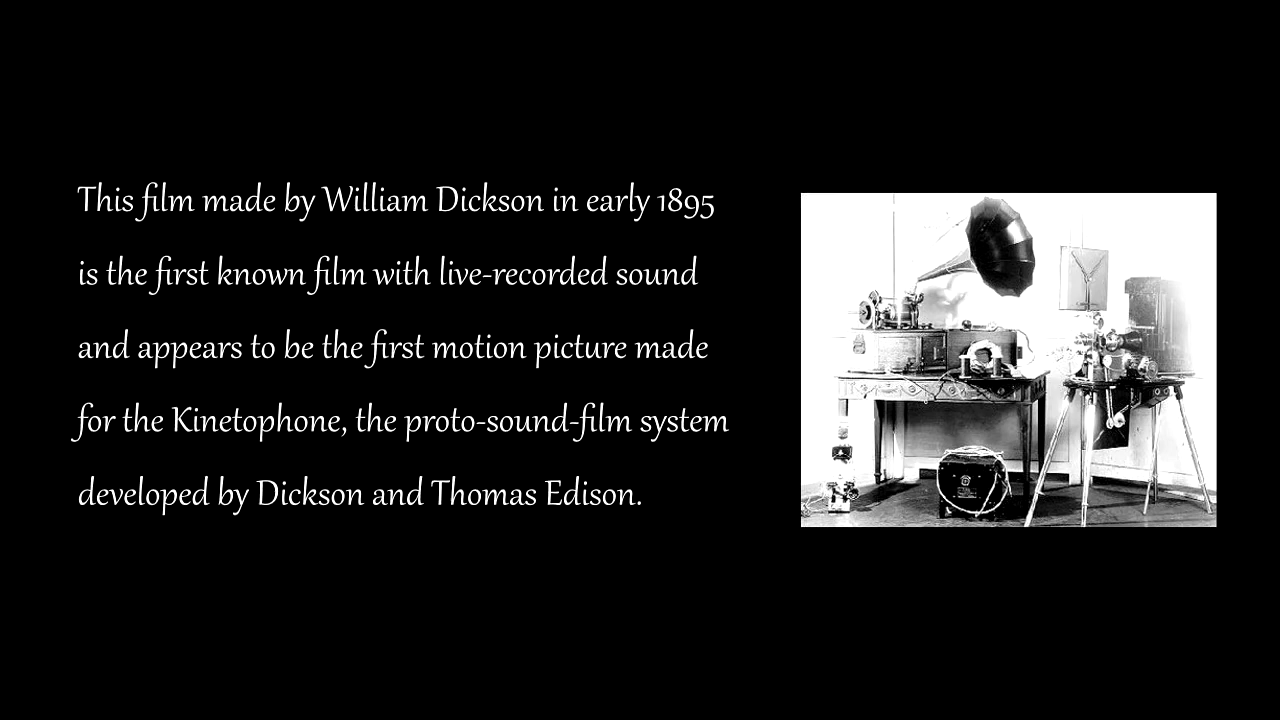 This film made by William Dickson in early 1895
is the first known film with live-recorded sound
and appears to be the first motion picture made
for the Kinetophone, the proto-sound-film system
developed by Dickson and Thomas Edison.